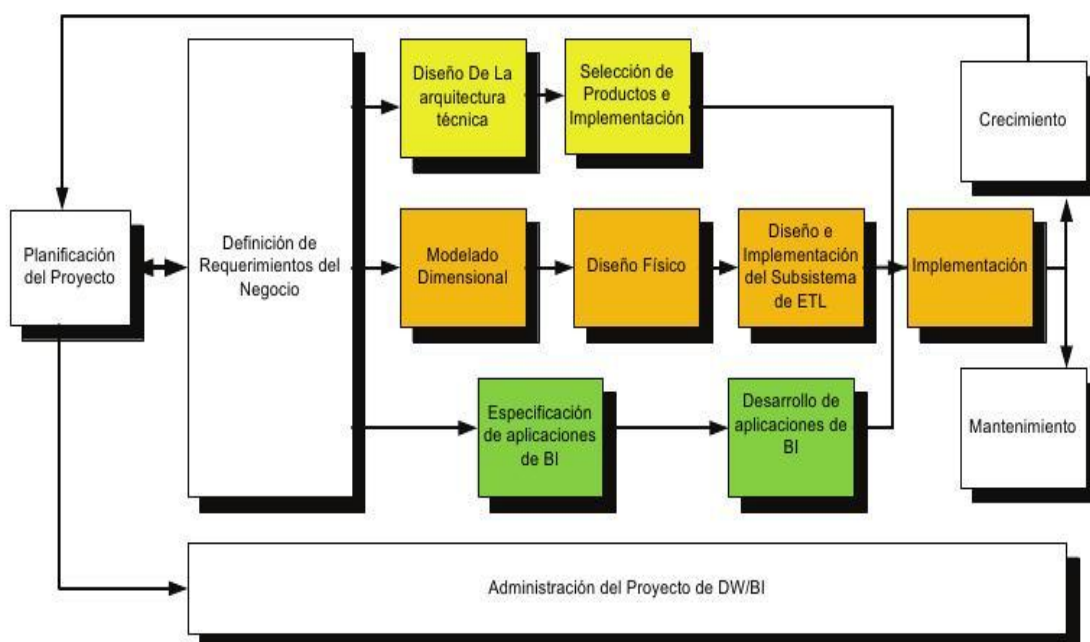 Planificación
del Proyecto
Definición de
Requerimientos del
Negocio
Diseño De La
arquitectura
técnica
Selección de
Productos e
Implementación
Modelado
Dimensional
Diseño Físico
Diseño e
Implementación
del Subsistema
de ETL
Implementación
Especificación
de aplicaciones
de BI
Desarrollo de
aplicaciones de
BI
Crecimiento
Mantenimiento
Administración del Proyecto de DW/BI